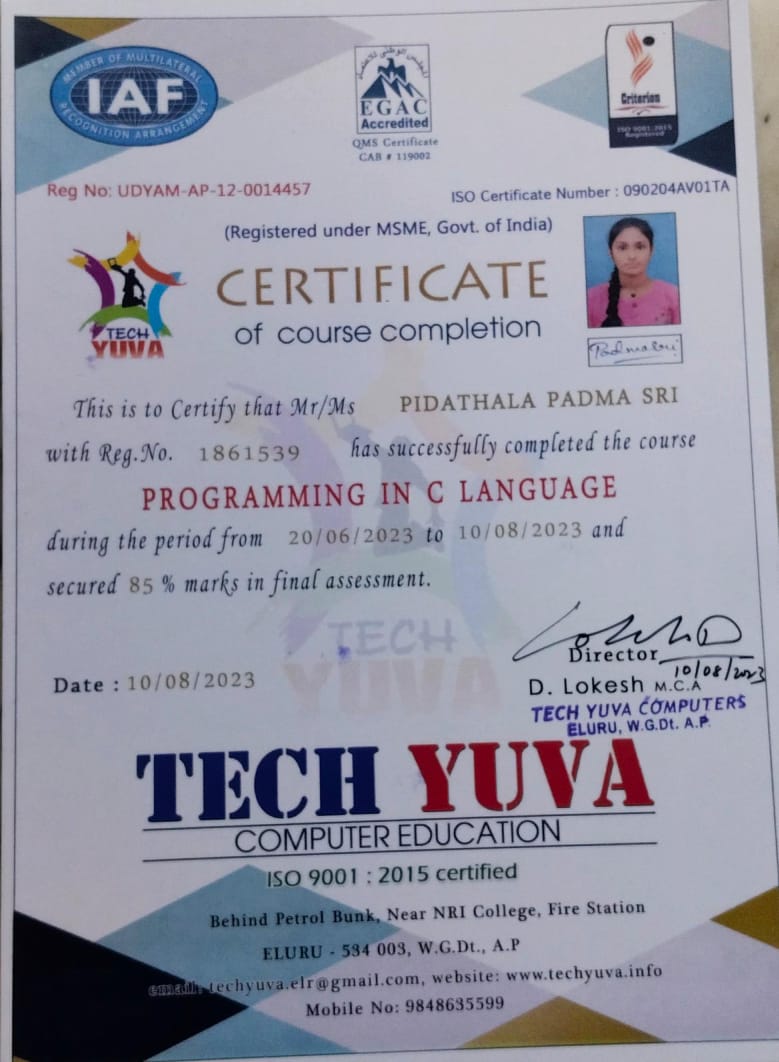 MEMBER OF MULTILATERAL
IAF
RECOGNITION ARRANGEMENT
EGAC
Accredited
QMS Certificate
CAB # 119002
Criterion
ISO 9001:2015
Registered
Reg No: UDYAM-AP-12-0014457
ISO Certificate Number : 090204AV01TA
(Registered under MSME, Govt. of India)
CERTIFICATE
of course completion
TECH
YUVA
Padmasri
This is to Certify that Mr/Ms PIDATHALA PADMA SRI
with Reg.No. 1861539 has successfully completed the course
PROGRAMMING IN C LANGUAGE
during the period from 20/06/2023 to 10/08/2023 and
secured 85 % marks in final assessment.
TECH
YUVA
Date : 10/08/2023
Director
10/08/2023
D. Lokesh M.C.A
TECH YUVA COMPUTERS
ELURU, W.G.Dt. A.P.
TECH YUVA
COMPUTER EDUCATION
ISO 9001 : 2015 certified
Behind Petrol Bunk, Near NRI College, Fire Station
ELURU - 534 003, W.G.Dt., A.P
email: techyuva.elr@gmail.com, website: www.techyuva.info
Mobile No: 9848635599